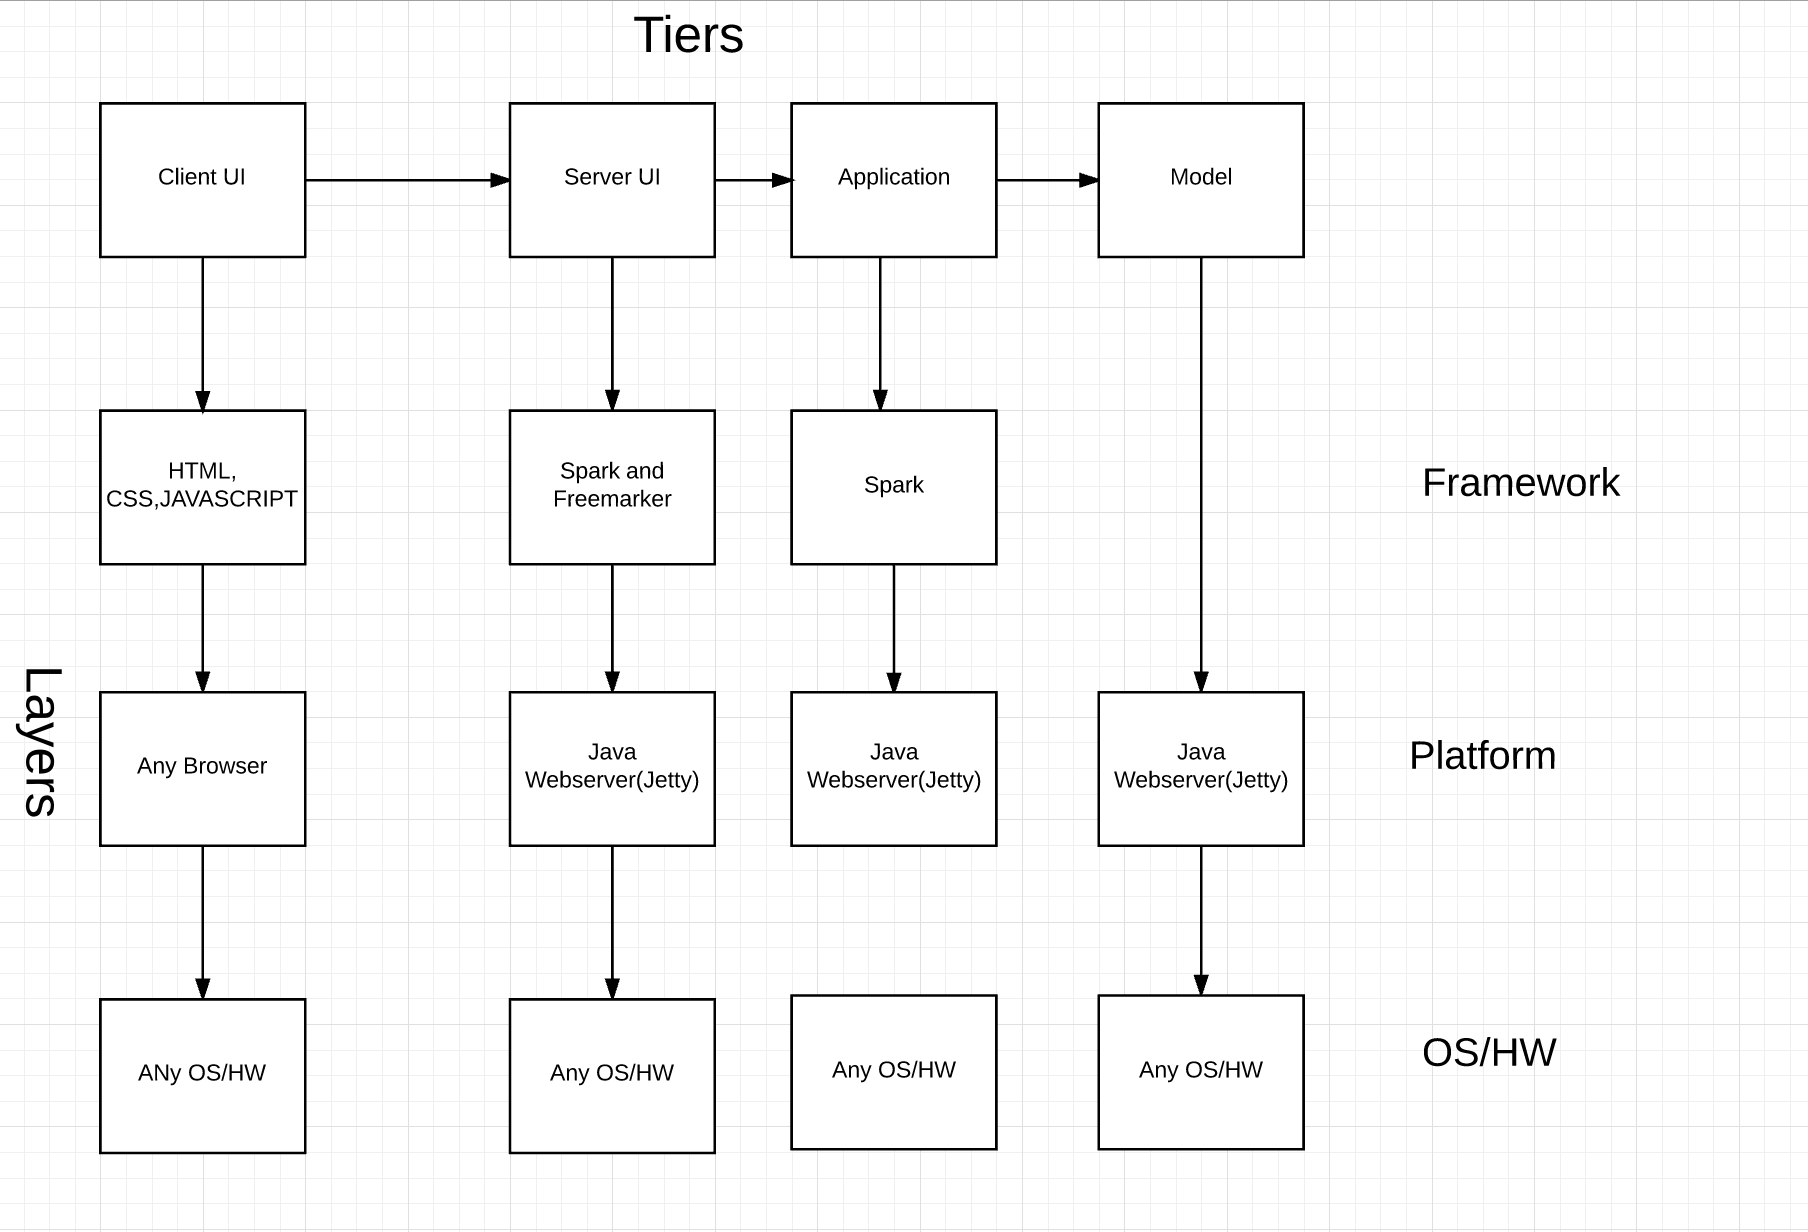 Tiers
Client UI
Server UI
Application
Model
HTML,
CSS,JAVASCRIPT
Spark and
Freemarker
Spark
Framework
Layers
Any Browser
Java
Webserver(Jetty)
Java
Webserver(Jetty)
Java
Webserver(Jetty)
Platform
ANy OS/HW
Any OS/HW
Any OS/HW
Any OS/HW
OS/HW